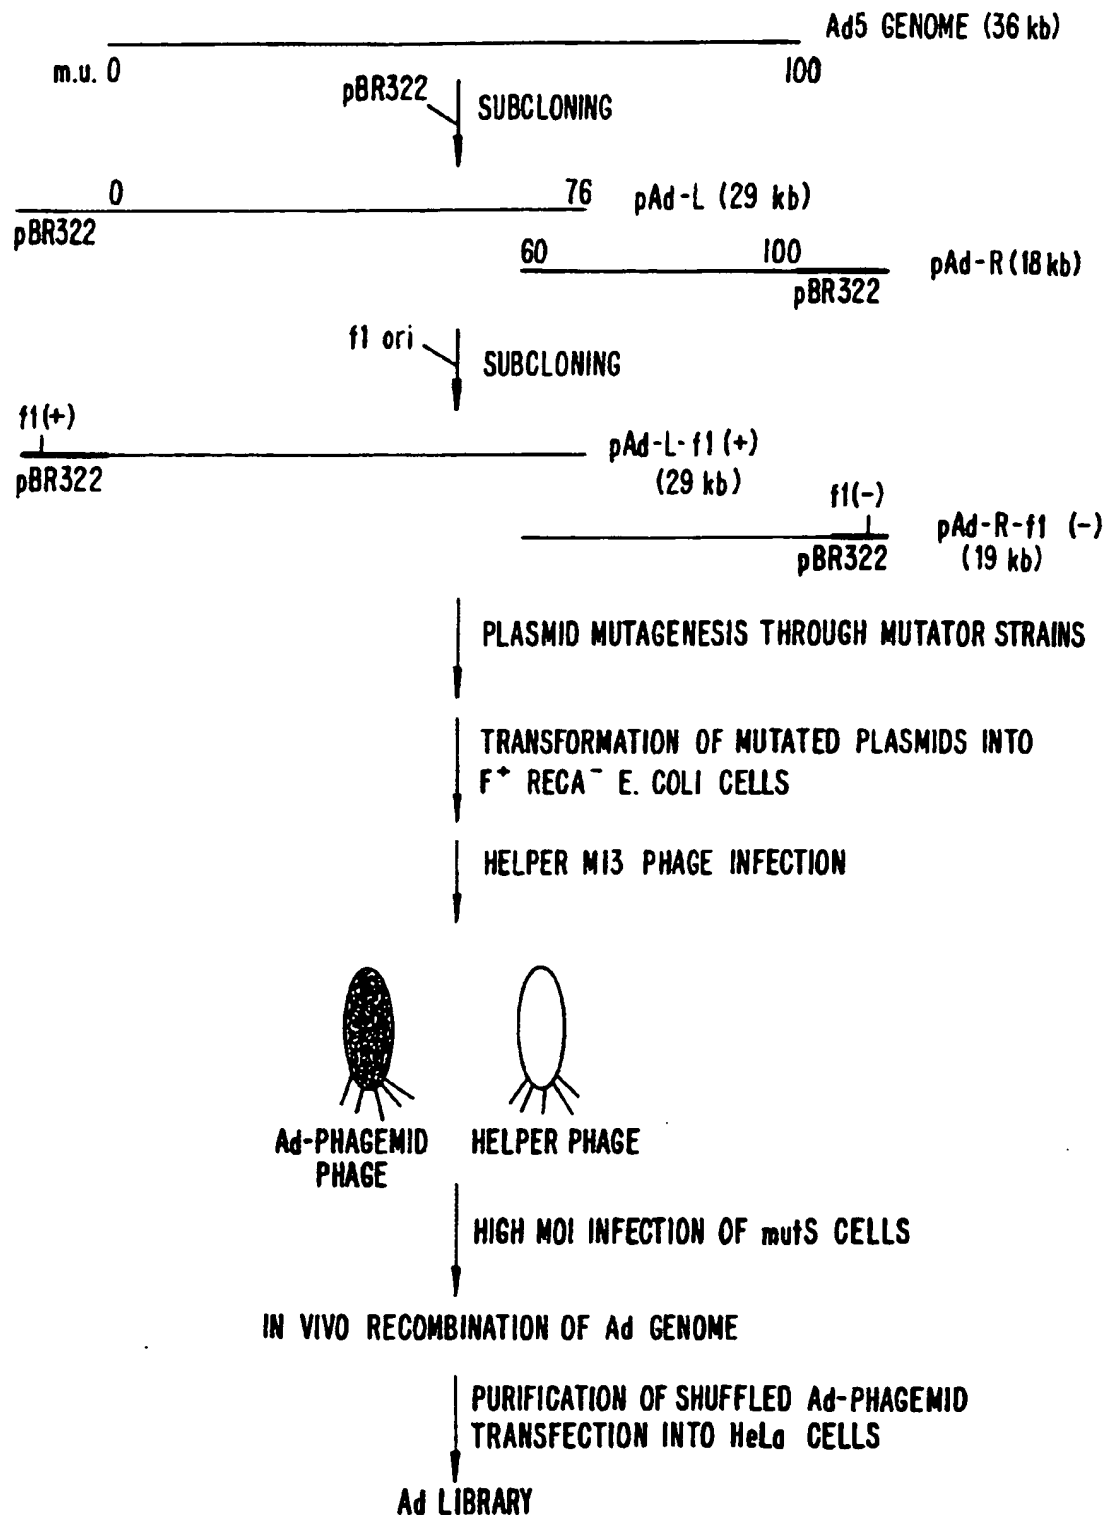 Ad5 GENOME (36 kb)
m.u. 0
100
pBR322
SUBCLONING
0
76
pAd-L (29 kb)
pBR322
60
100
pAd-R (18 kb)
pBR322
f1 ori
SUBCLONING
f1(+)
pBR322
pAd-L-f1 (+)
(29 kb)
f1(-)
pBR322
pAd-R-f1 (-)
(19 kb)
PLASMID MUTAGENESIS THROUGH MUTATOR STRAINS
TRANSFORMATION OF MUTATED PLASMIDS INTO
F+ RECA- E. COLI CELLS
HELPER M13 PHAGE INFECTION
Ad-PHAGEMID
PHAGE
HELPER PHAGE
HIGH MOI INFECTION OF mutS CELLS
IN VIVO RECOMBINATION OF Ad GENOME
PURIFICATION OF SHUFFLED Ad-PHAGEMID
TRANSFECTION INTO HeLa CELLS
Ad LIBRARY